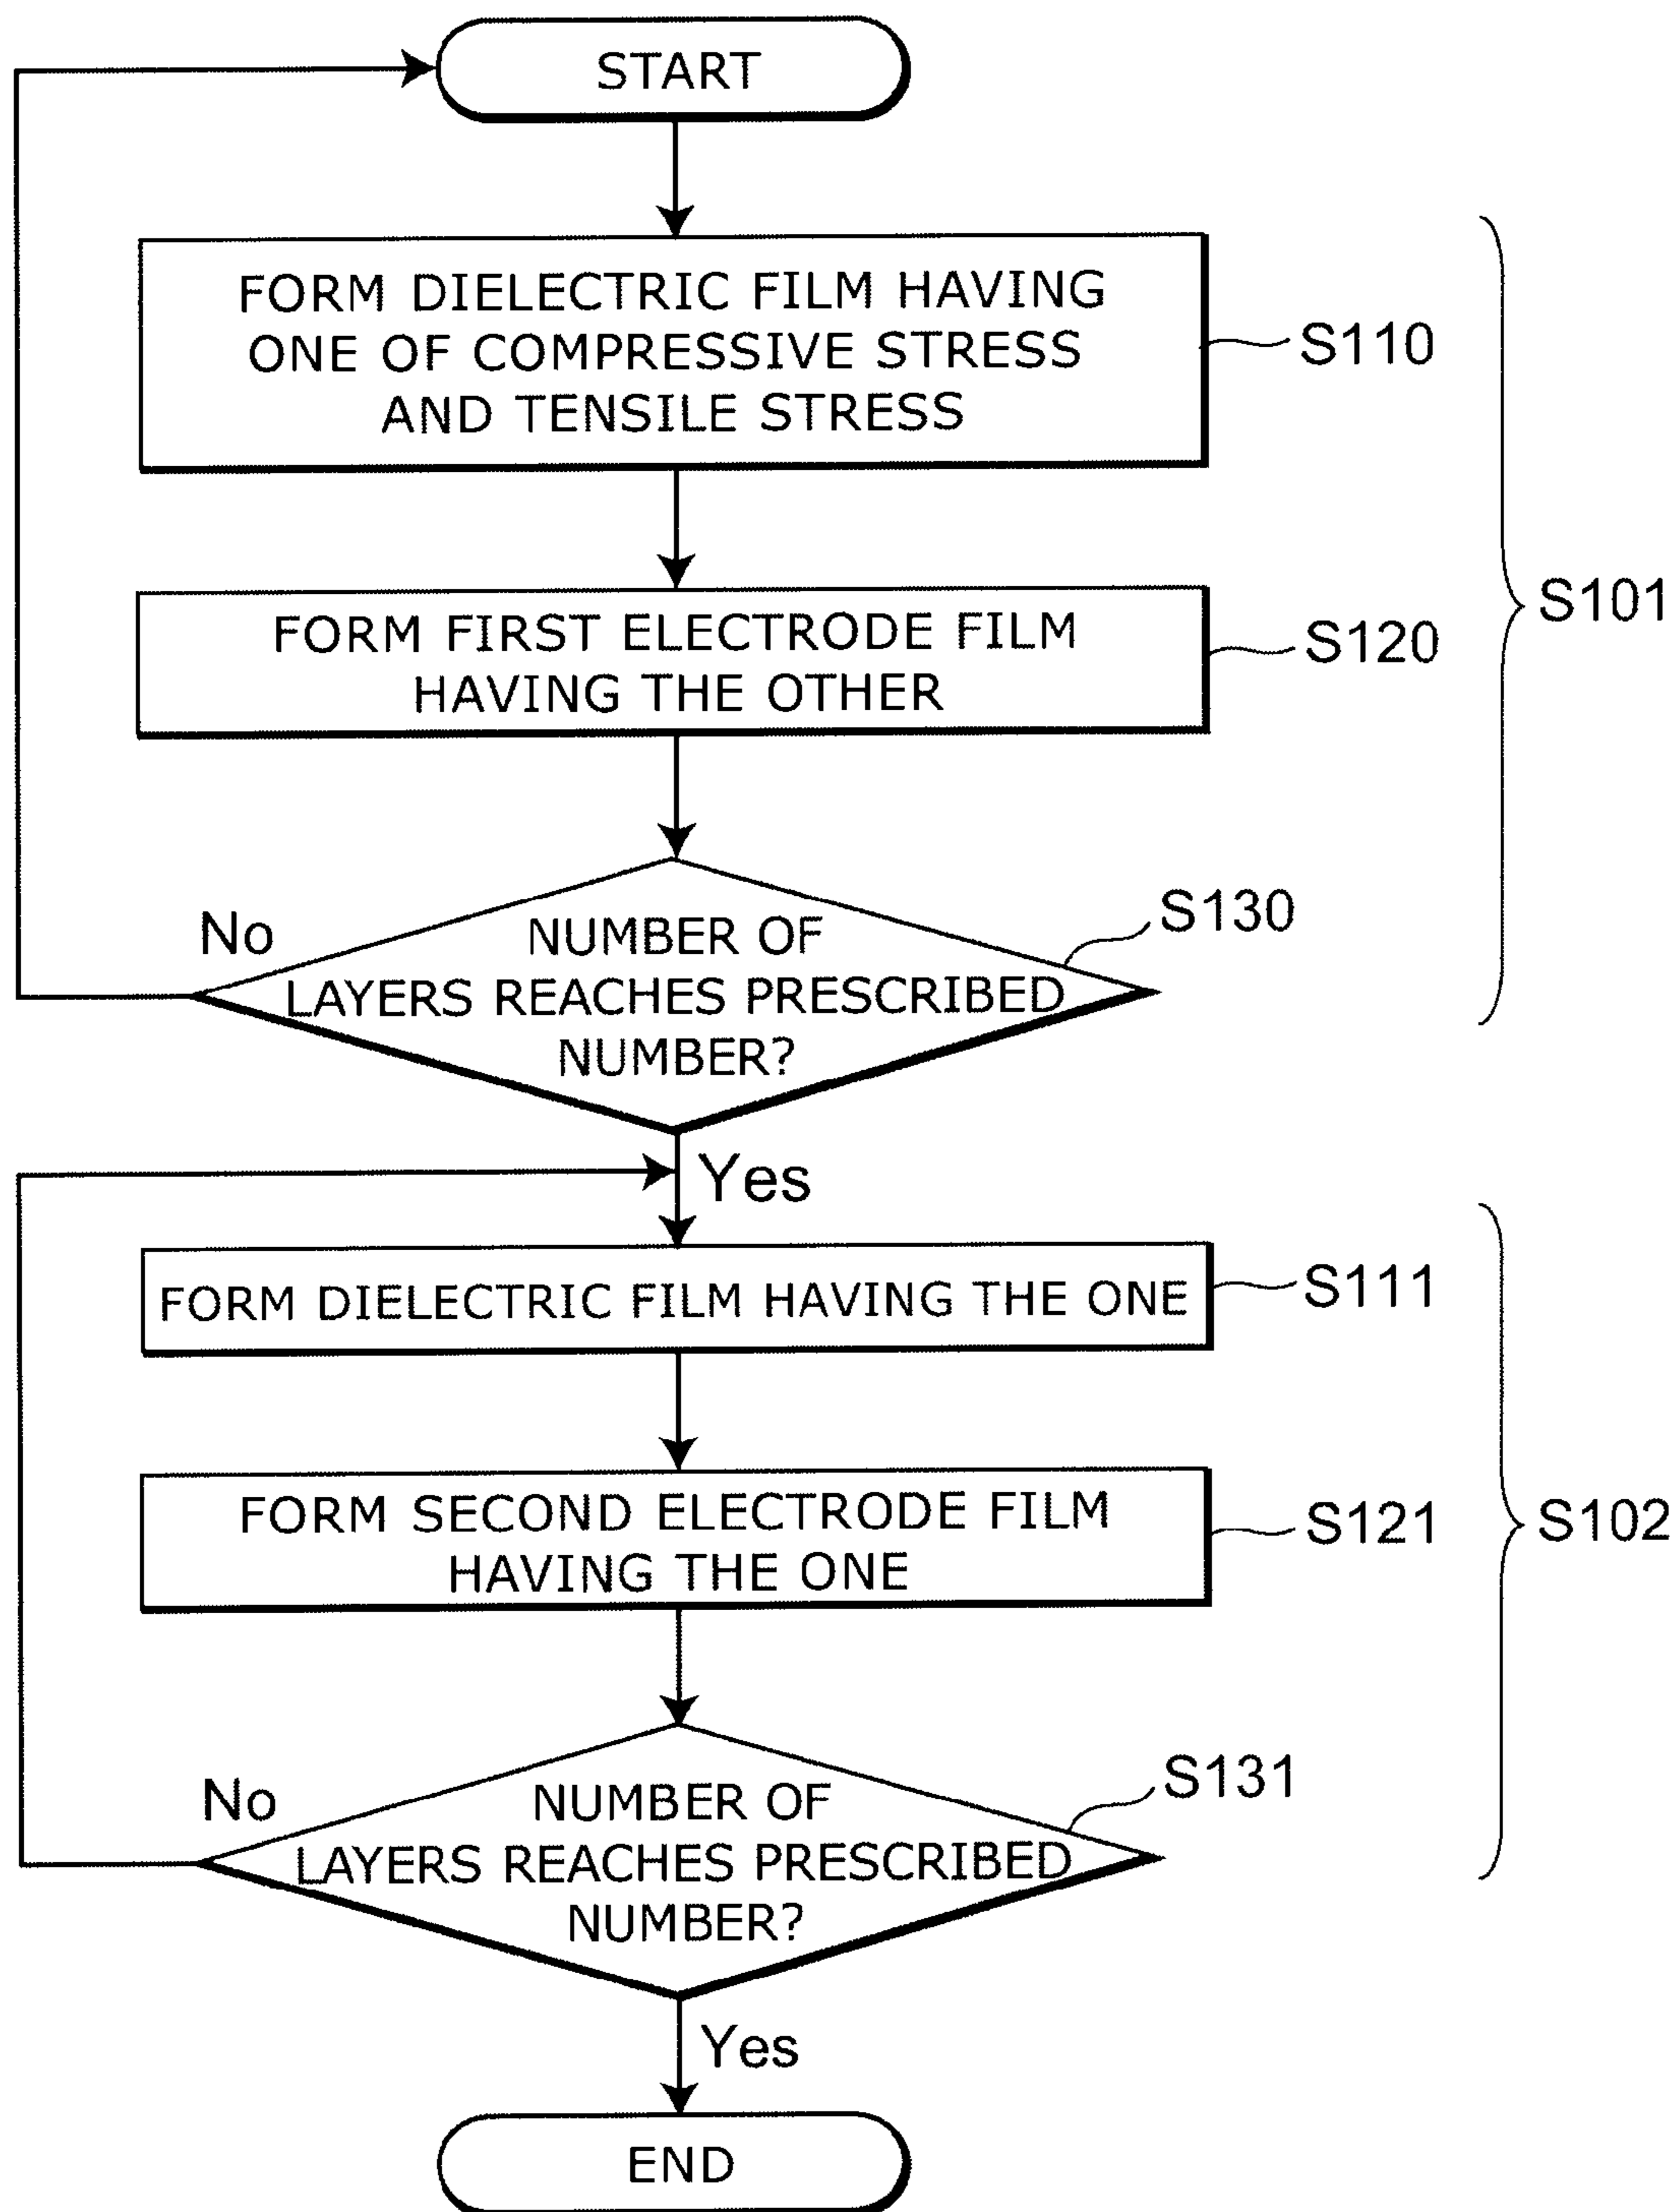 START
FORM DIELECTRIC FILM HAVING
ONE OF COMPRESSIVE STRESS
AND TENSILE STRESS
S110
FORM FIRST ELECTRODE FILM
HAVING THE OTHER
S120
S101
No
NUMBER OF
LAYERS REACHES PRESCRIBED
NUMBER?
S130
Yes
FORM DIELECTRIC FILM HAVING THE ONE
S111
FORM SECOND ELECTRODE FILM
HAVING THE ONE
S121
S102
No
NUMBER OF
LAYERS REACHES PRESCRIBED
NUMBER?
S131
Yes
END